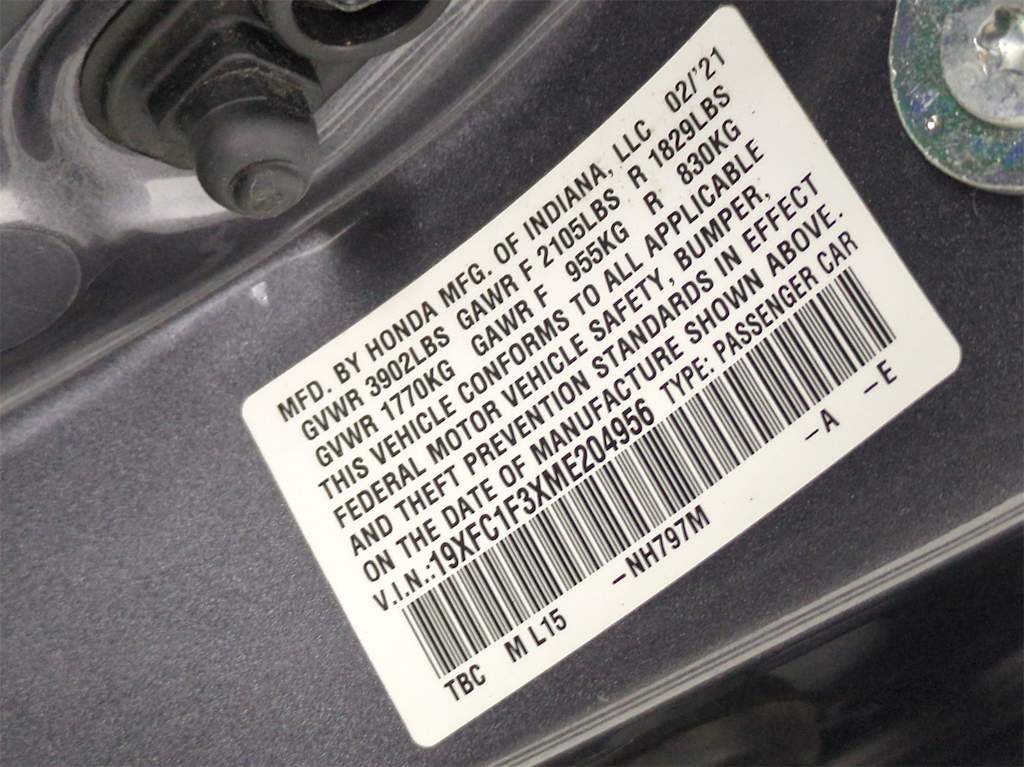 MFD. BY HONDA MFG. OF INDIANA, LLC 02/'21
GVWR 3902LBS GAWR F 2105LBS R 1829LBS
GVWR 1770KG GAWR F 955KG R 830KG
THIS VEHICLE CONFORMS TO ALL APPLICABLE
FEDERAL MOTOR VEHICLE SAFETY, BUMPER,
AND THEFT PREVENTION STANDARDS IN EFFECT
ON THE DATE OF MANUFACTURE SHOWN ABOVE.
V.I.N.:19XFC1F3XME204956 TYPE: PASSENGER CAR
TBC M L15 –NH797M –A –E